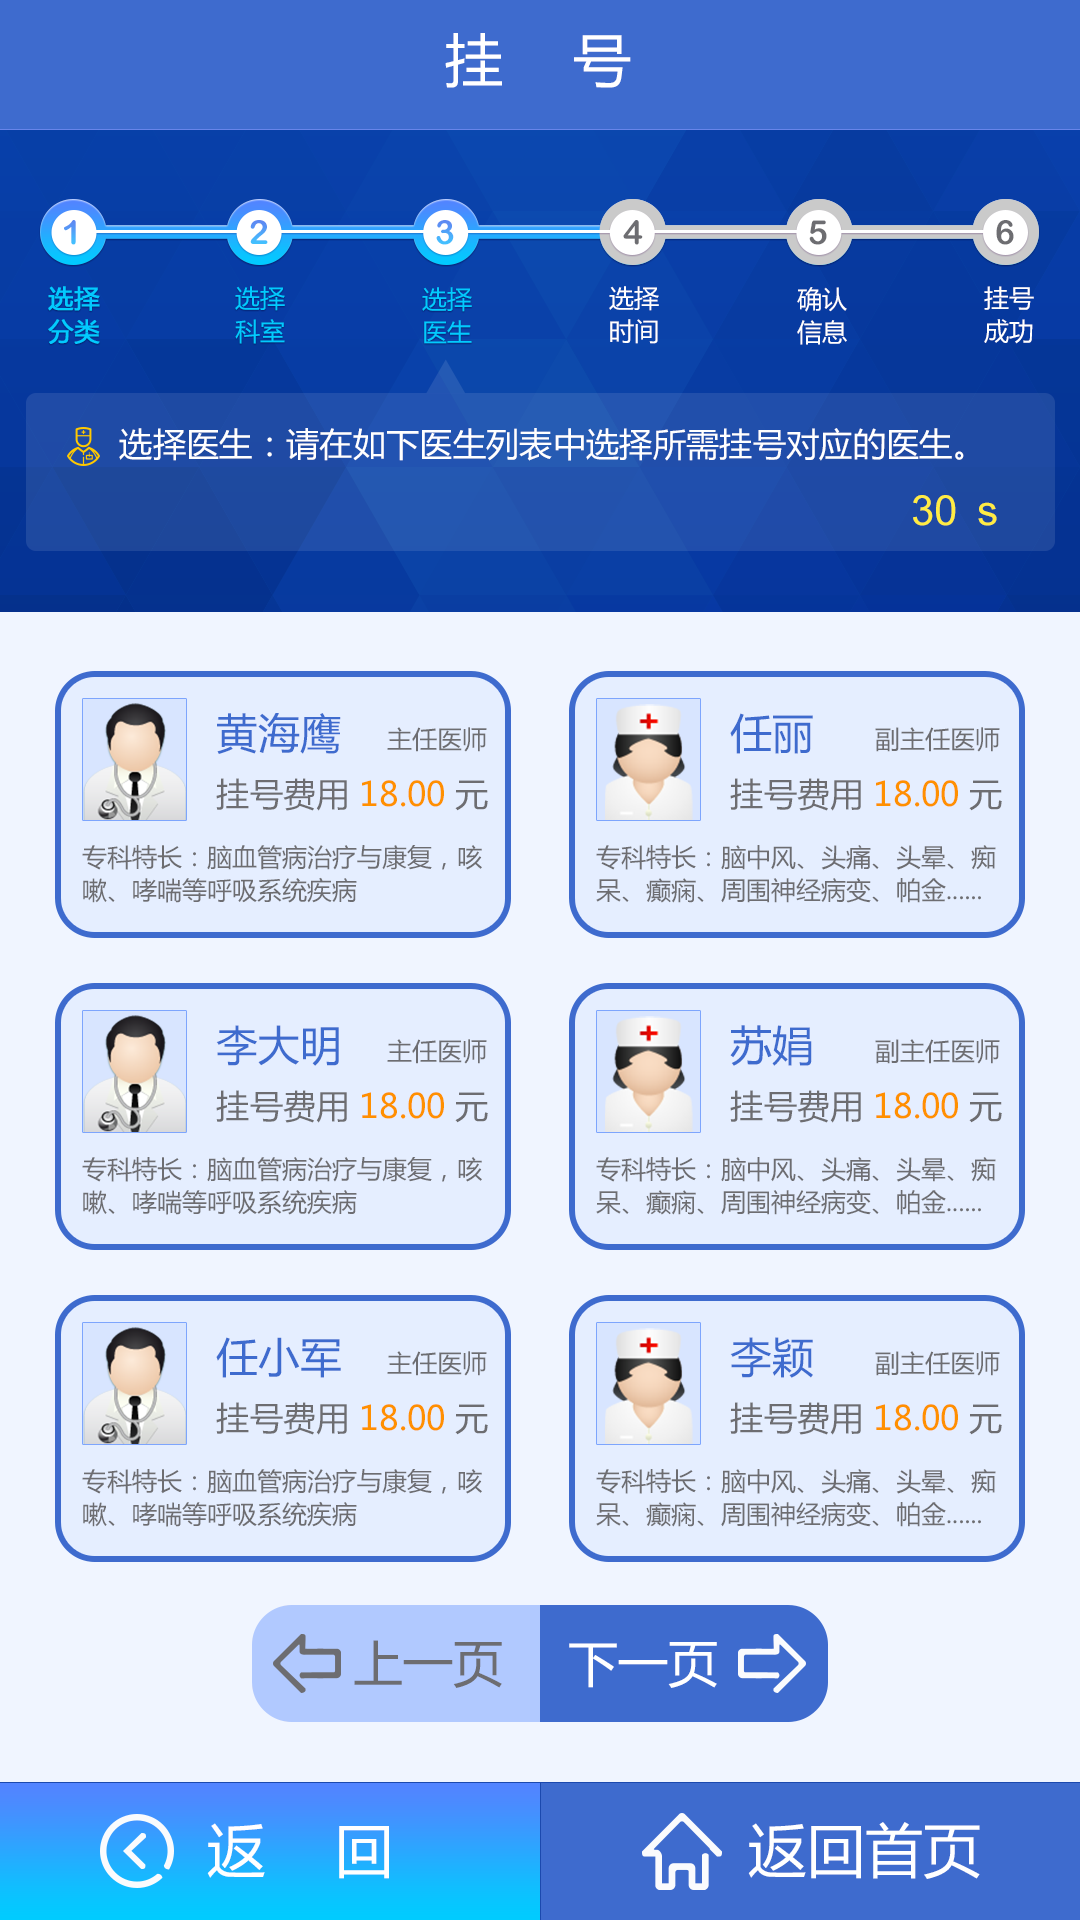 挂 号
1 2 3 4 5 6
选择 选择 选择 选择 确认 挂号
分类 科室 医生 时间 信息 成功
选择医生：请在如下医生列表中选择所需挂号对应的医生。
30 s
黄海鹰 主任医师
挂号费用 18.00 元
专科特长：脑血管病治疗与康复，咳
嗽、哮喘等呼吸系统疾病
任丽 副主任医师
挂号费用 18.00 元
专科特长：脑中风、头痛、头晕、痴
呆、癫痫、周围神经病变、帕金......
李大明 主任医师
挂号费用 18.00 元
专科特长：脑血管病治疗与康复，咳
嗽、哮喘等呼吸系统疾病
苏娟 副主任医师
挂号费用 18.00 元
专科特长：脑中风、头痛、头晕、痴
呆、癫痫、周围神经病变、帕金......
任小军 主任医师
挂号费用 18.00 元
专科特长：脑血管病治疗与康复，咳
嗽、哮喘等呼吸系统疾病
李颖 副主任医师
挂号费用 18.00 元
专科特长：脑中风、头痛、头晕、痴
呆、癫痫、周围神经病变、帕金......
上一页 下一页
返 回 返回首页